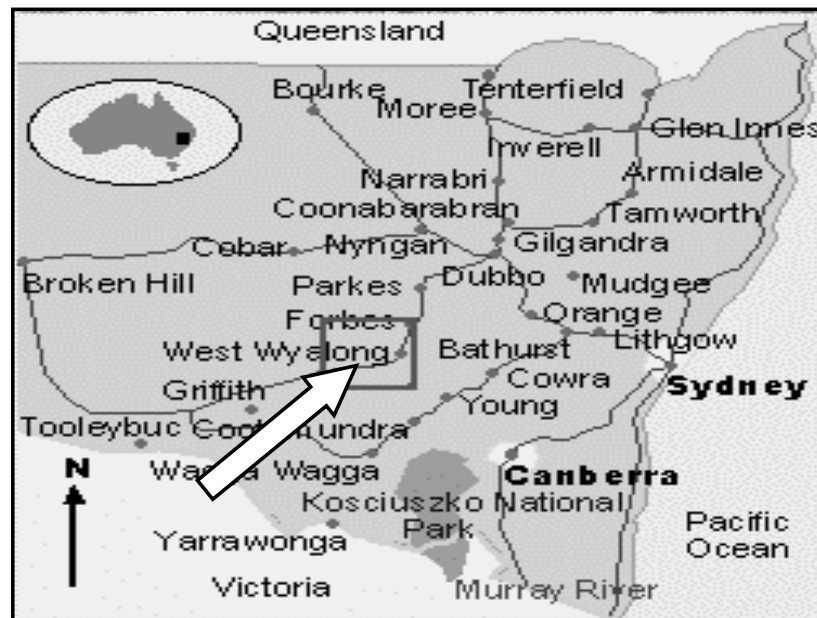 Queensland
Bourke
Tenterfield
Moree
Glen Innes
Inverell
Narrabri
Armidale
Coonabarabran
Tamworth
Cobar
Nyngan
Gilgandra
Broken Hill
Dubbo
Mudgee
Parkes
Forbes
Orange
Lithgow
West Wyalong
Bathurst
Cowra
Sydney
Griffith
Young
Tooleybuc
N
Wagga
Canberra
Kosciuszko National
Park
Pacific
Ocean
Yarrawonga
Victoria
Murray River